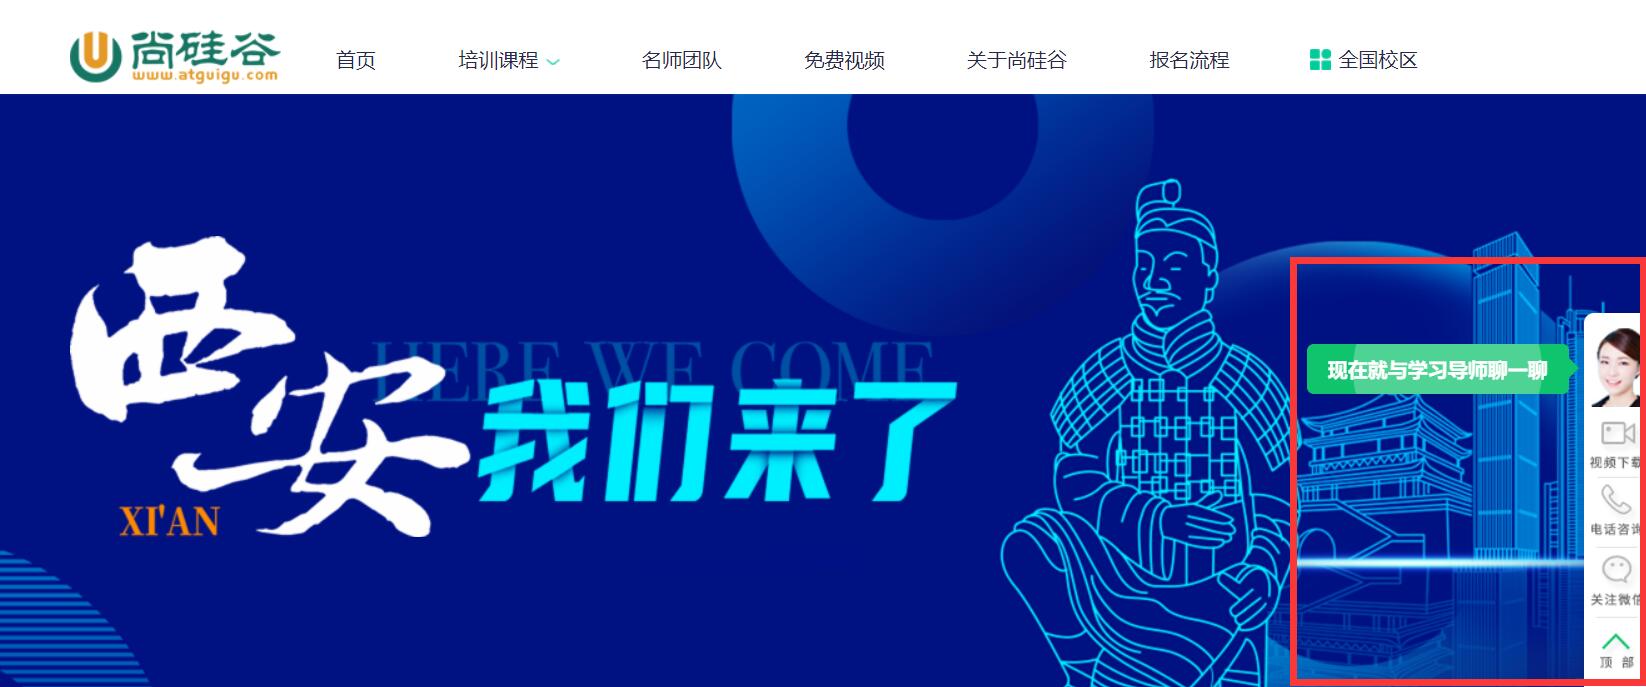 尚硅谷
www.atguigu.com
首页
培训课程
名师团队
免费视频
关于尚硅谷
报名流程
全国校区
HERE WE COME
西安
我们来了
XI'AN
现在就与学习导师聊一聊
视频下载
电话咨询
关注微信
顶 部